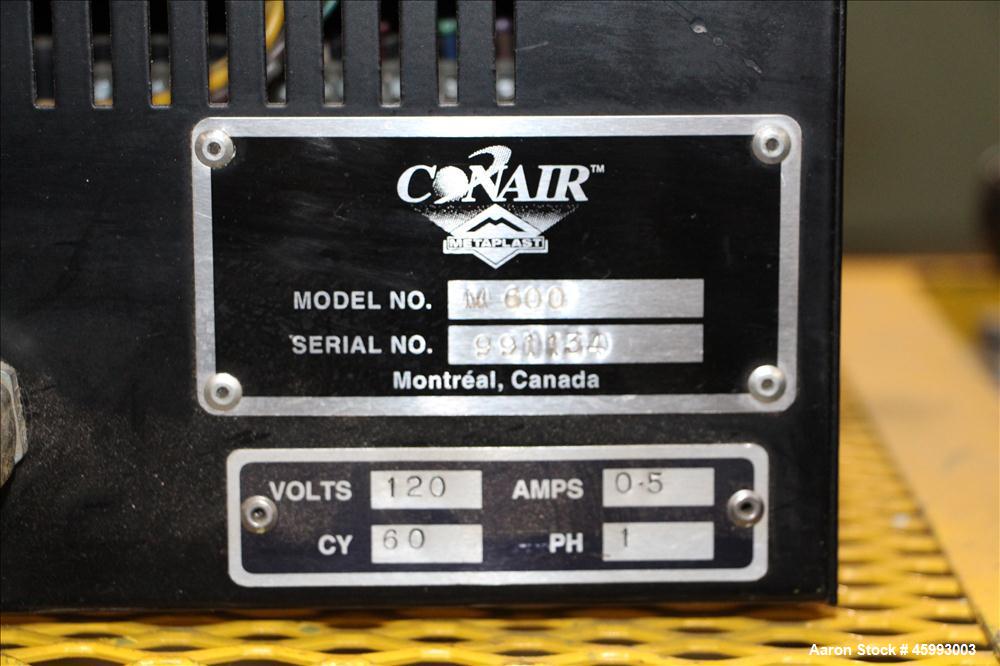 CONAIR™
METAPLAST
MODEL NO. M 600
SERIAL NO. 991134
Montréal, Canada
VOLTS 120 AMPS 0.5
CY 60 PH 1
Aaron Stock # 45993003